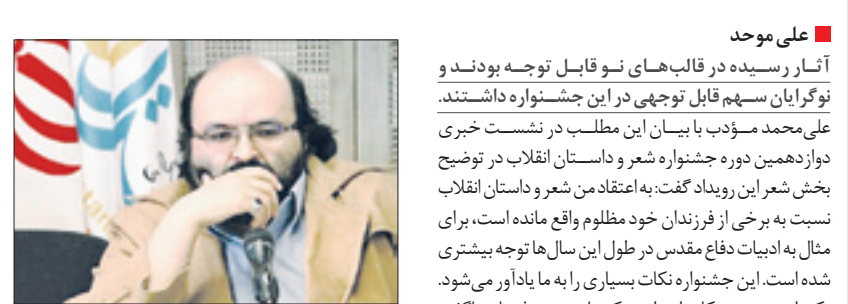 علی موحد
آثار رسیده در قالب‌های نو قابل توجه بودند و
نوگرایان سهم قابل توجهی در این جشنواره داشتند.
علی‌محمد مؤدب با بیان این مطلب در نشست خبری
دوازدهمین دوره جشنواره شعر و داستان انقلاب در توضیح
بخش شعر این رویداد گفت: به اعتقاد من شعر و داستان انقلاب
نسبت به برخی از فرزندان خود مظلوم واقع مانده است، برای
مثال به ادبیات دفاع مقدس در طول این سال‌ها توجه بیشتری
شده است. این جشنواره نکات بسیاری را به ما یادآور می‌شود.